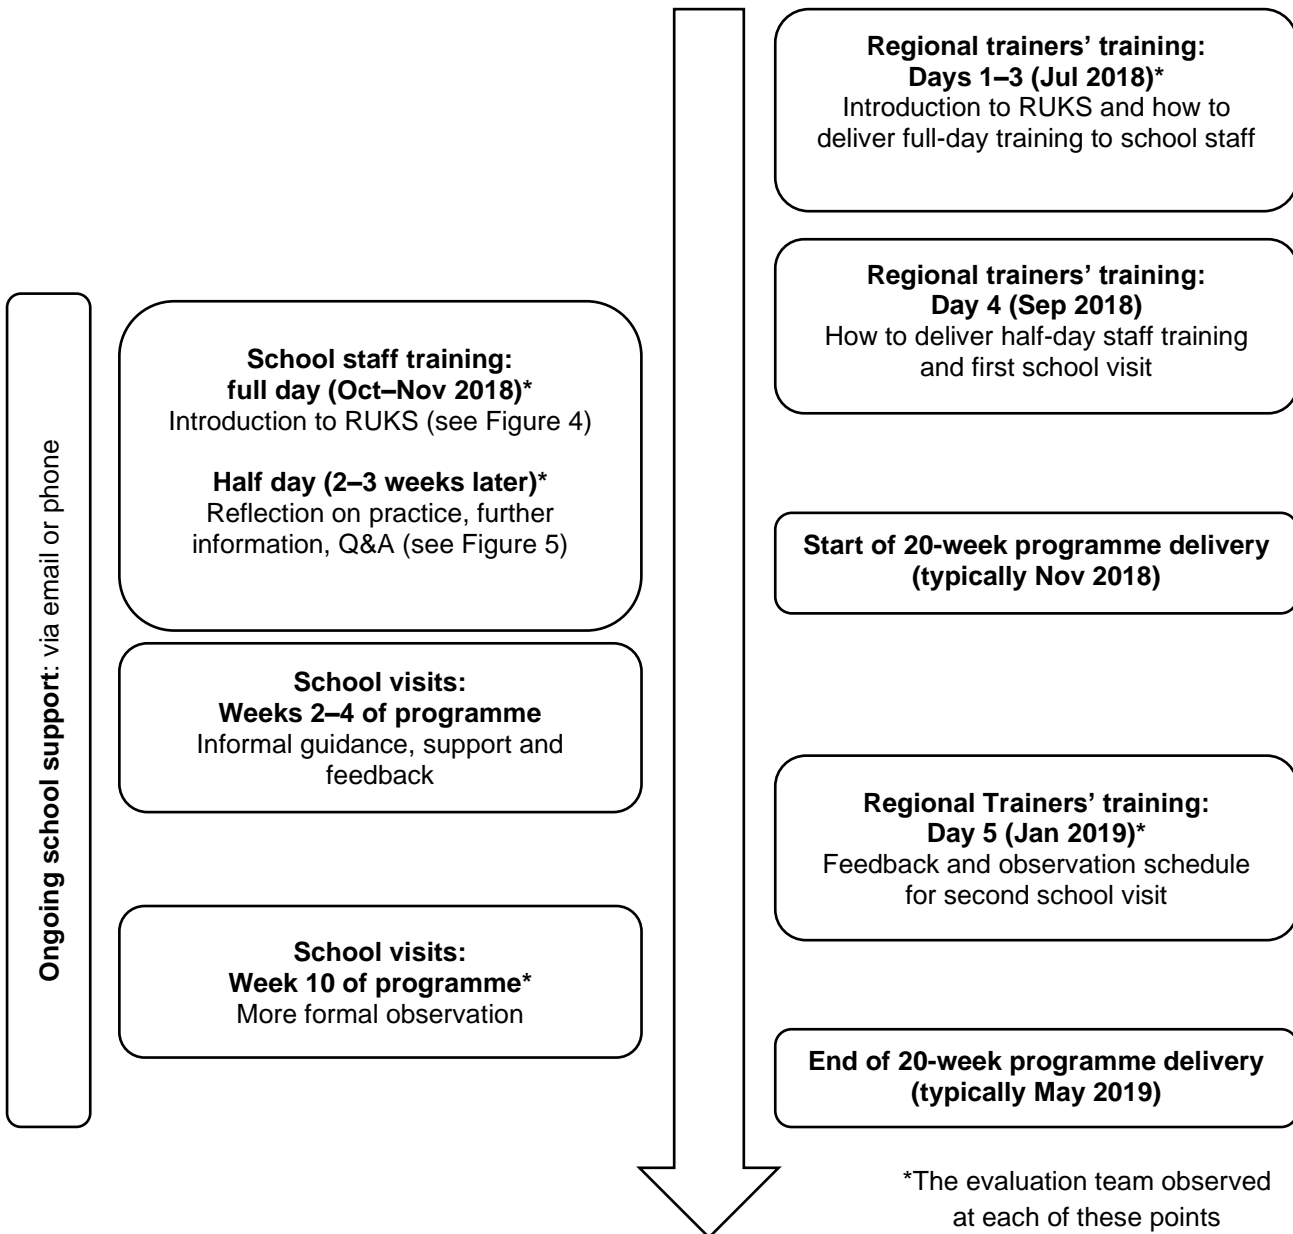 Regional trainers’ training:
Days 1–3 (Jul 2018)*
Introduction to RUKS and how to
deliver full-day training to school staff
Regional trainers’ training:
Day 4 (Sep 2018)
How to deliver half-day staff training
and first school visit
Ongoing school support: via email or phone
School staff training:
full day (Oct–Nov 2018)*
Introduction to RUKS (see Figure 4)
Half day (2–3 weeks later)*
Reflection on practice, further
information, Q&A (see Figure 5)
Start of 20-week programme delivery
(typically Nov 2018)
School visits:
Weeks 2–4 of programme
Informal guidance, support and
feedback
Regional Trainers’ training:
Day 5 (Jan 2019)*
Feedback and observation schedule
for second school visit
School visits:
Week 10 of programme*
More formal observation
End of 20-week programme delivery
(typically May 2019)
*The evaluation team observed
at each of these points